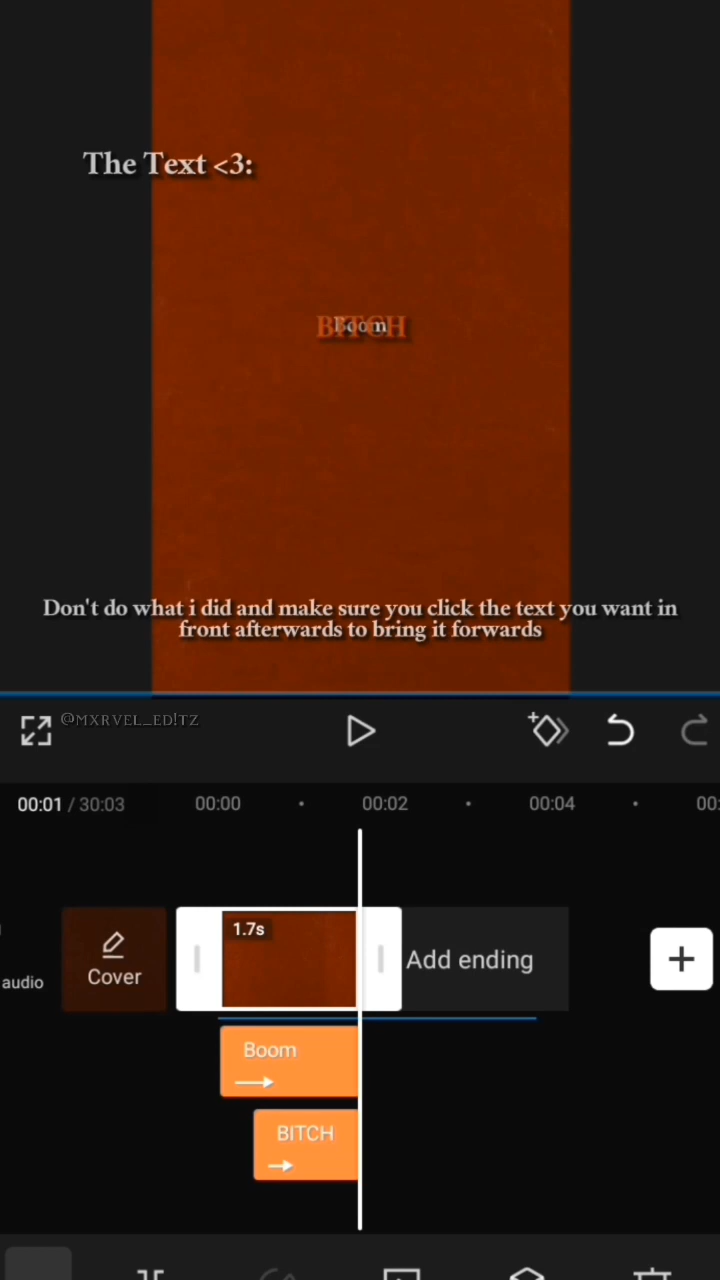 The Text <3:
BITCH
Boom
Don't do what i did and make sure you click the text you want in
front afterwards to bring it forwards
@MXRVEL_ED!TZ
00:01 / 30:03
00:00
00:02
00:04
00:
1.7s
Cover
audio
Add ending
Boom
BITCH